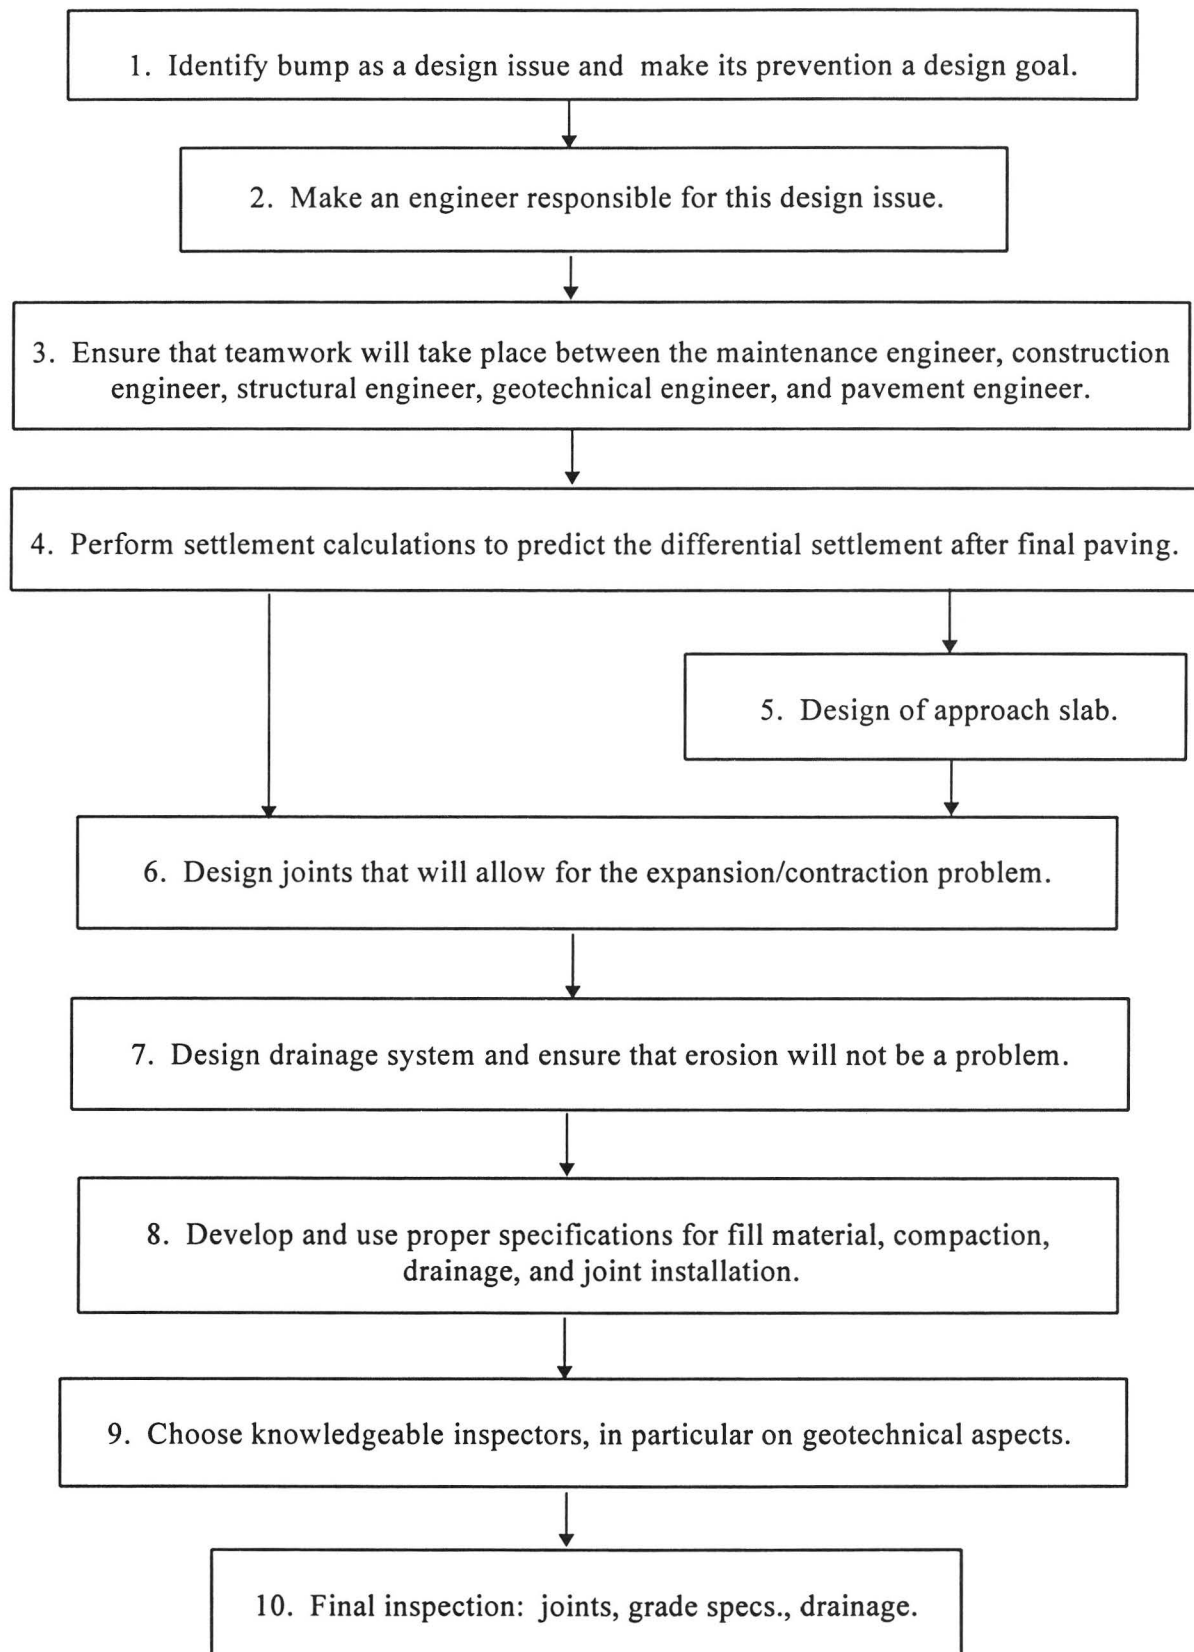 1. Identify bump as a design issue and make its prevention a design goal.
2. Make an engineer responsible for this design issue.
3. Ensure that teamwork will take place between the maintenance engineer, construction
engineer, structural engineer, geotechnical engineer, and pavement engineer.
4. Perform settlement calculations to predict the differential settlement after final paving.
5. Design of approach slab.
6. Design joints that will allow for the expansion/contraction problem.
7. Design drainage system and ensure that erosion will not be a problem.
8. Develop and use proper specifications for fill material, compaction,
drainage, and joint installation.
9. Choose knowledgeable inspectors, in particular on geotechnical aspects.
10. Final inspection: joints, grade specs., drainage.